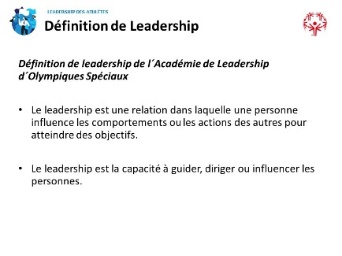 LEADERSHIP DES ATHLÈTES
Définition de Leadership
Définition de leadership de l´Académie de Leadership
d´Olympiques Spéciaux
• Le leadership est une relation dans laquelle une personne
influence les comportements ou les actions des autres pour
atteindre des objectifs.
• Le leadership est la capacité à guider, diriger ou influencer les
personnes.